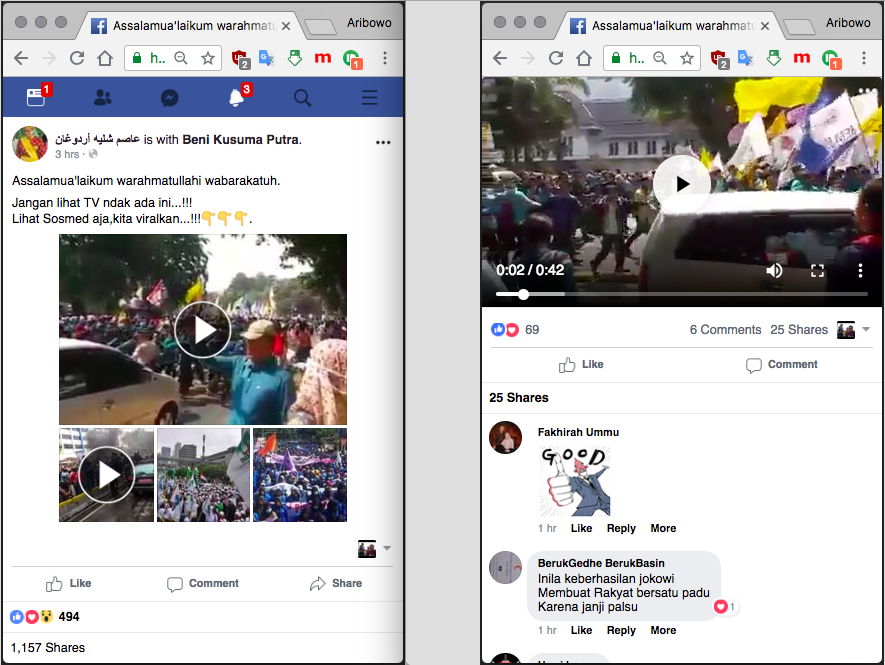 Assalamua'laikum warahmatu
Aribowo
h..
2
1
1
3
عاصم شليه أردوغان is with Beni Kusuma Putra.
3 hrs ·
Assalamua'laikum warahmatullahi wabarakatuh.
Jangan lihat TV ndak ada ini...!!!
Lihat Sosmed aja,kita viralkan...!!!👇👇👇.
Like
Comment
Share
494
1,157 Shares
Assalamua'laikum warahmatu
Aribowo
h..
2
1
0:02 / 0:42
69
6 Comments 25 Shares
Like
Comment
25 Shares
Fakhirah Ummu
GOOD
1 hr Like Reply More
BerukGedhe BerukBasin
Inila keberhasilan jokowi
Membuat Rakyat bersatu padu
Karena janji palsu
1
1 hr Like Reply More